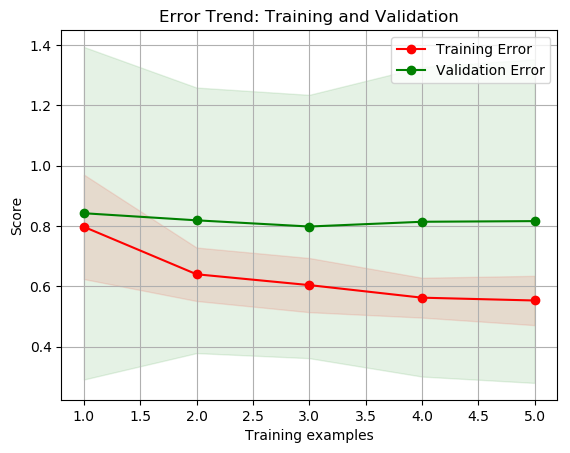 Error Trend: Training and Validation
Training Error
Validation Error
Score
1.4
1.2
1.0
0.8
0.6
0.4
1.0 1.5 2.0 2.5 3.0 3.5 4.0 4.5 5.0
Training examples